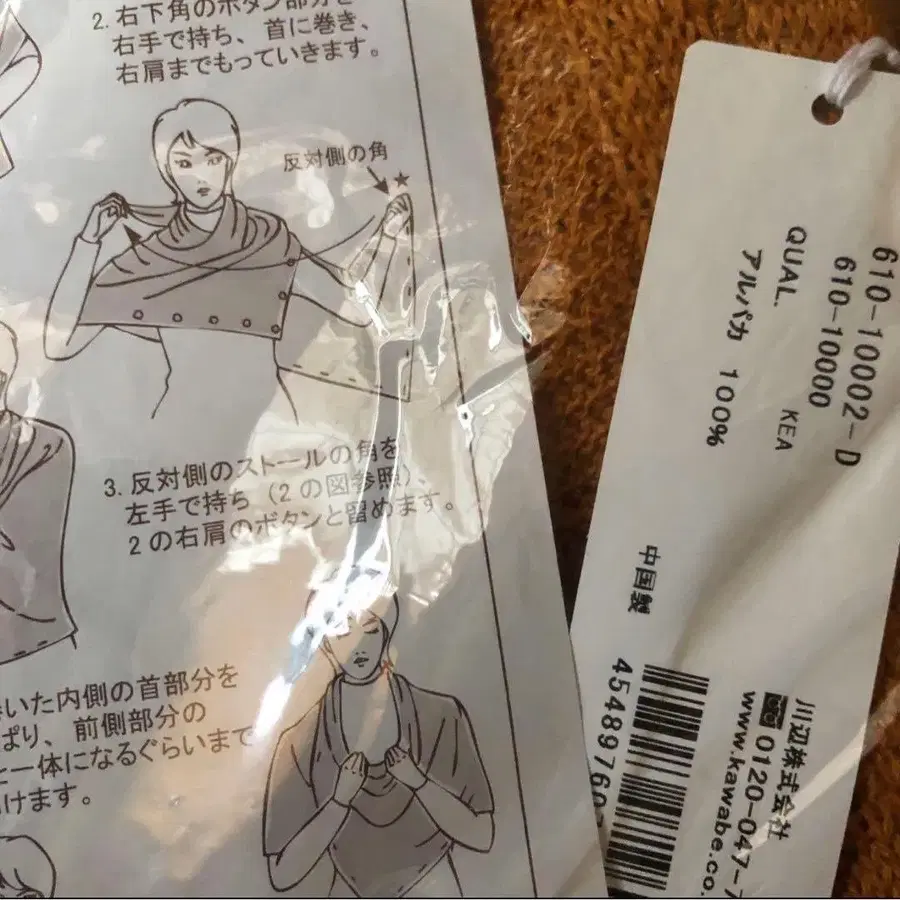 2. 右下角のボタン部分を
右手で持ち、首に巻き、
右肩までもっていきます。
反対側の角
★
3. 反対側のストールの角を
左手で持ち（2の図参照）、
2の右肩のボタンと留めます。
いた内側の首部分を
ぱり、前側部分の
と一体になるぐらいまで
けます。
610-10002-D
610-10000
QUAL. KEA
アルパカ 100%
中国製
45489760
川辺株式会社
0120-047-7
www.kawabe.co.